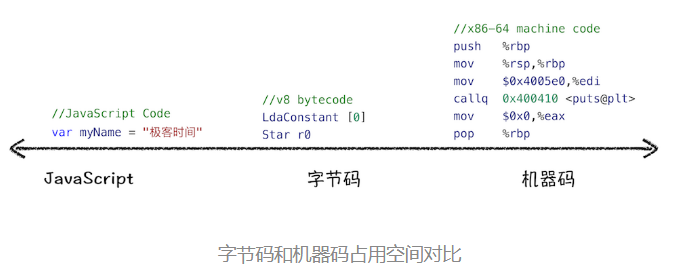 //JavaScript Code
var myName = "极客时间"
//v8 bytecode
LdaConstant [0]
Star r0
//x86-64 machine code
push %rbp
mov %rsp,%rbp
mov $0x4005e0,%edi
callq 0x400410 <puts@plt>
mov $0x0,%eax
pop %rbp
JavaScript
字节码
机器码
字节码和机器码占用空间对比